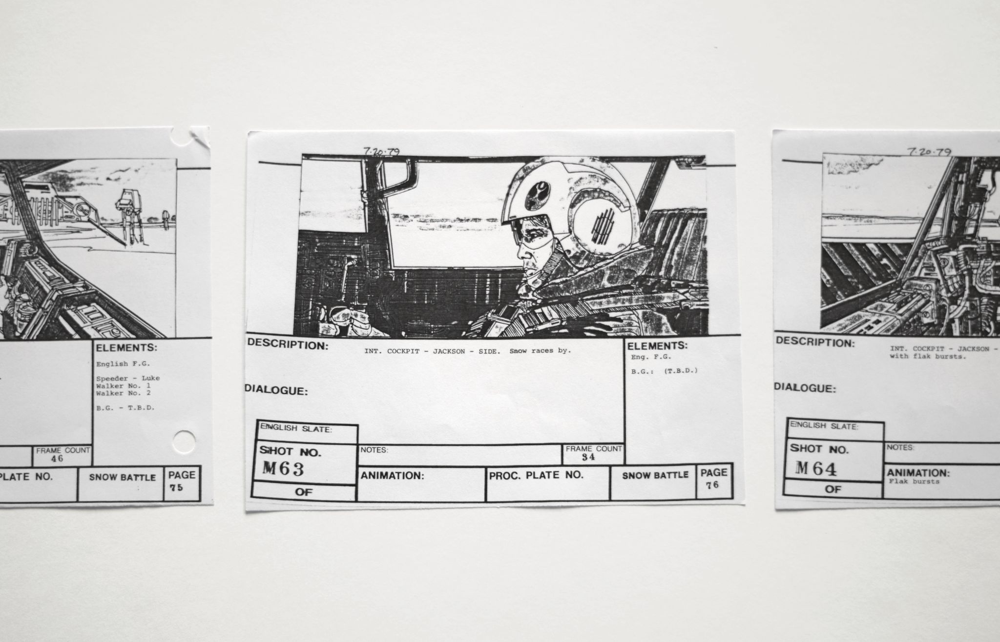 ELEMENTS:
English F.G.
Speeder - Luke
Walker No. 1
Walker No. 2
B.G. - T.B.D.
FRAME COUNT
46
PLATE NO.
SNOW BATTLE
PAGE
75
7.20.79
DESCRIPTION:
INT. COCKPIT - JACKSON - SIDE. Snow races by.
ELEMENTS:
Eng. F.G.
B.G.: (T.B.D.)
DIALOGUE:
ENGLISH SLATE:
SHOT NO.
M63
OF
NOTES:
FRAME COUNT
34
ANIMATION:
PROC. PLATE NO.
SNOW BATTLE
PAGE
76
7.20.79
DESCRIPTION:
INT. COCKPIT - JACKSON -
with flak bursts.
DIALOGUE:
ENGLISH SLATE:
SHOT NO.
M64
OF
NOTES:
ANIMATION:
Flak bursts